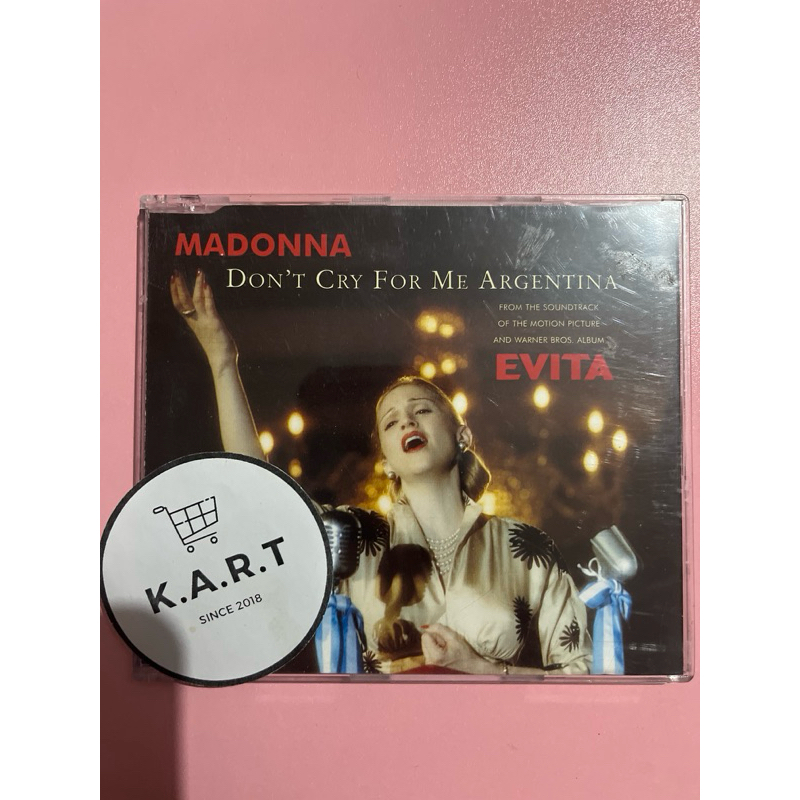 MADONNA
DON'T CRY FOR ME ARGENTINA
FROM THE SOUNDTRACK
OF THE MOTION PICTURE
AND WARNER BROS. ALBUM
EVITA
K.A.R.T
SINCE 2018